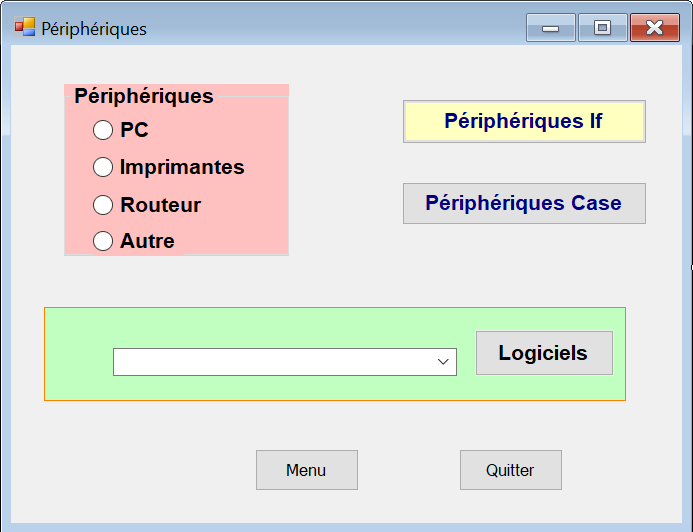 Périphériques
Périphériques
PC
Imprimantes
Routeur
Autre
Périphériques If
Périphériques Case
Logiciels
Menu
Quitter